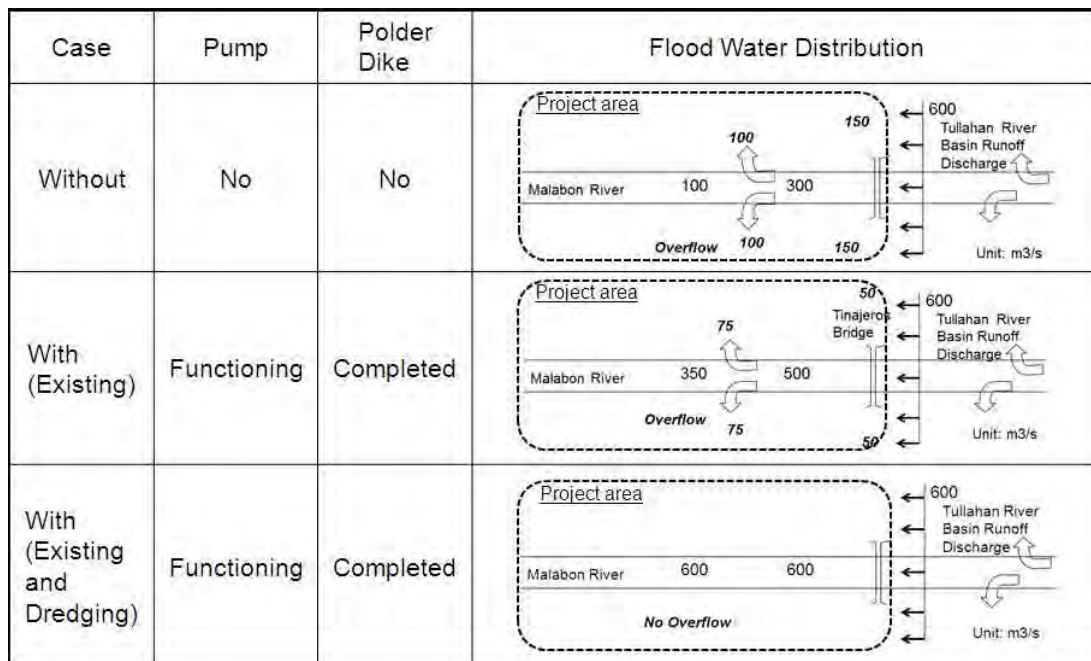 Case
Pump
Polder
Dike
Flood Water Distribution
Without
No
No
Project area
150
600
100
Tullahan River
Basin Runoff
Discharge
Malabon River
100
300
Overflow
100
150
Unit: m3/s
With
(Existing)
Functioning
Completed
Project area
50
600
Tinajeros
Bridge
75
Tullahan River
Basin Runoff
Discharge
Malabon River
350
500
Overflow
75
50
Unit: m3/s
With
(Existing
and
Dredging)
Functioning
Completed
Project area
600
Tullahan River
Basin Runoff
Discharge
Malabon River
600
600
No Overflow
Unit: m3/s